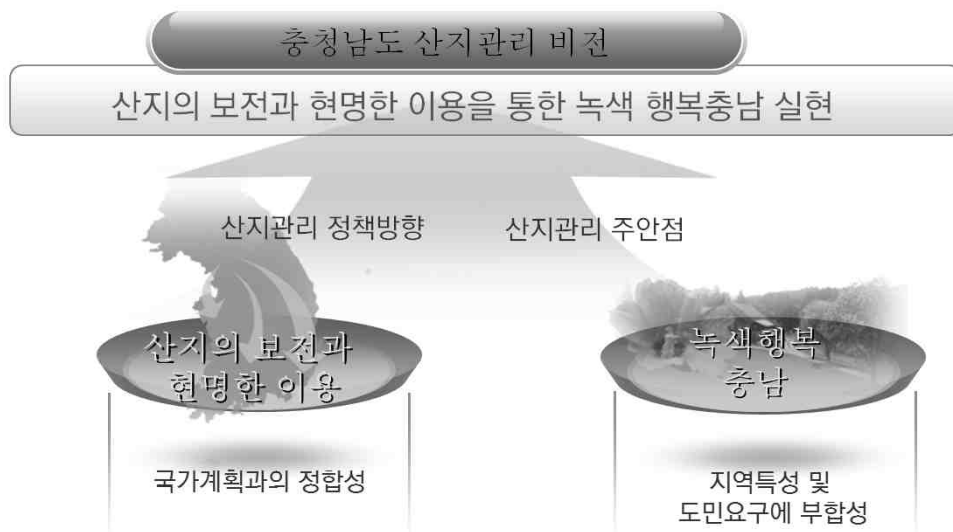 충청남도 산지관리 비전
산지의 보전과 현명한 이용을 통한 녹색 행복충남 실현
산지관리 정책방향
산지관리 주안점
산지의 보전과
현명한 이용
녹색행복
충남
국가계획과의 정합성
지역특성 및
도민요구에 부합성